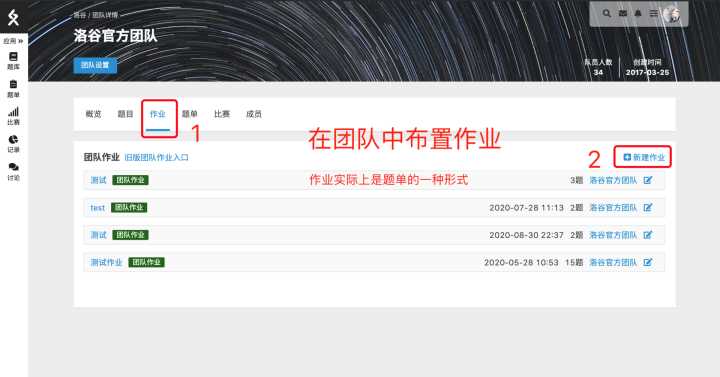 洛谷 / 团队详情
洛谷官方团队
团队设置
队员人数
34
创建时间
2017-03-25
应用 »
题库
题单
比赛
记录
讨论
概览 题目 作业 题单 比赛 成员
1
在团队中布置作业
团队作业 旧版团队作业入口
2
新建作业
测试 团队作业 3题 洛谷官方团队
作业实际上是题单的一种形式
test 团队作业 2020-07-28 11:13 2题 洛谷官方团队
测试 团队作业 2020-08-30 22:37 2题 洛谷官方团队
测试作业 团队作业 2020-05-28 10:53 15题 洛谷官方团队